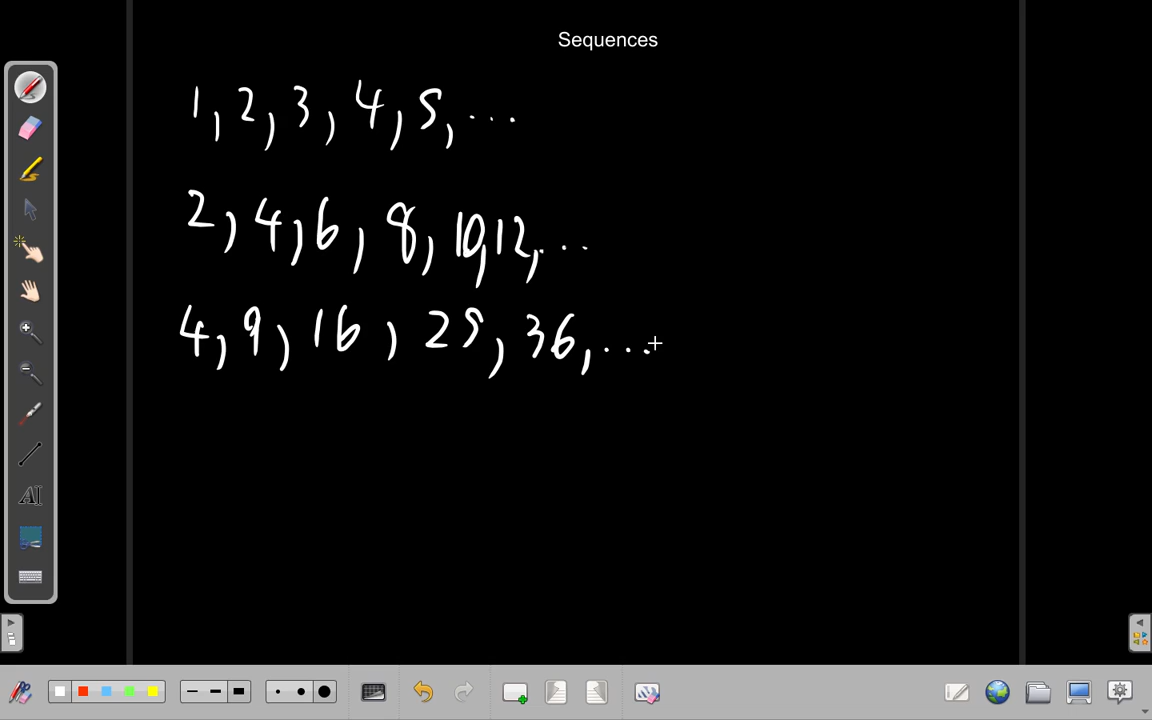 Sequences
1, 2, 3, 4, 5, ...
2, 4, 6, 8, 10, 12, ...
4, 9, 16, 25, 36, ...